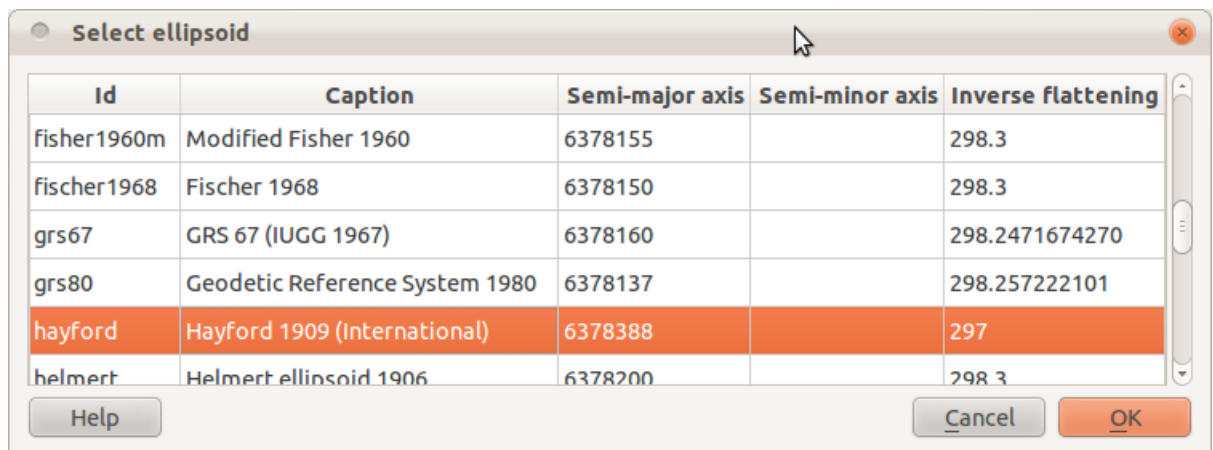 Select ellipsoid
Id Caption Semi-major axis Semi-minor axis Inverse flattening
fisher1960m Modified Fisher 1960 6378155 298.3
fischer1968 Fischer 1968 6378150 298.3
grs67 GRS 67 (IUGG 1967) 6378160 298.2471674270
grs80 Geodetic Reference System 1980 6378137 298.257222101
hayford Hayford 1909 (International) 6378388 297
helmert Helmert ellipsoid 1906 6378200 298.3
Help Cancel OK